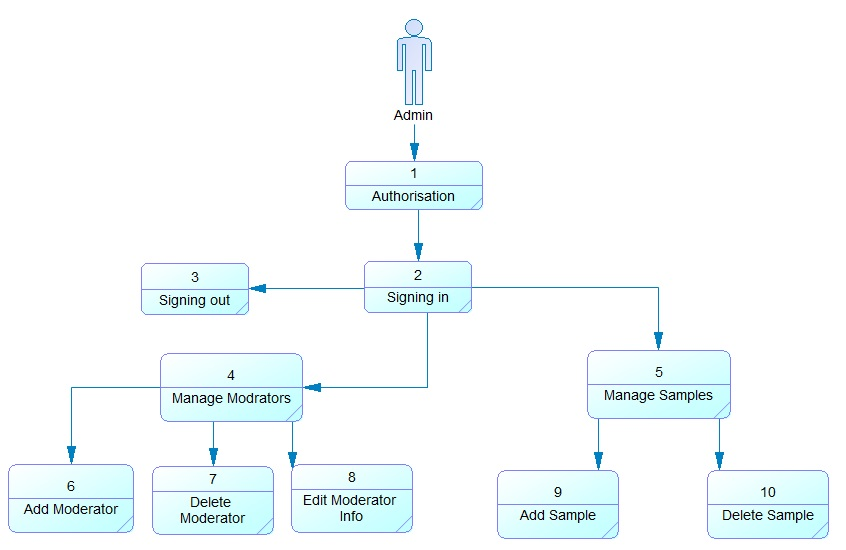 Admin
1
Authorisation
3
Signing out
2
Signing in
4
Manage Modrators
5
Manage Samples
6
Add Moderator
7
Delete
Moderator
8
Edit Moderator
Info
9
Add Sample
10
Delete Sample